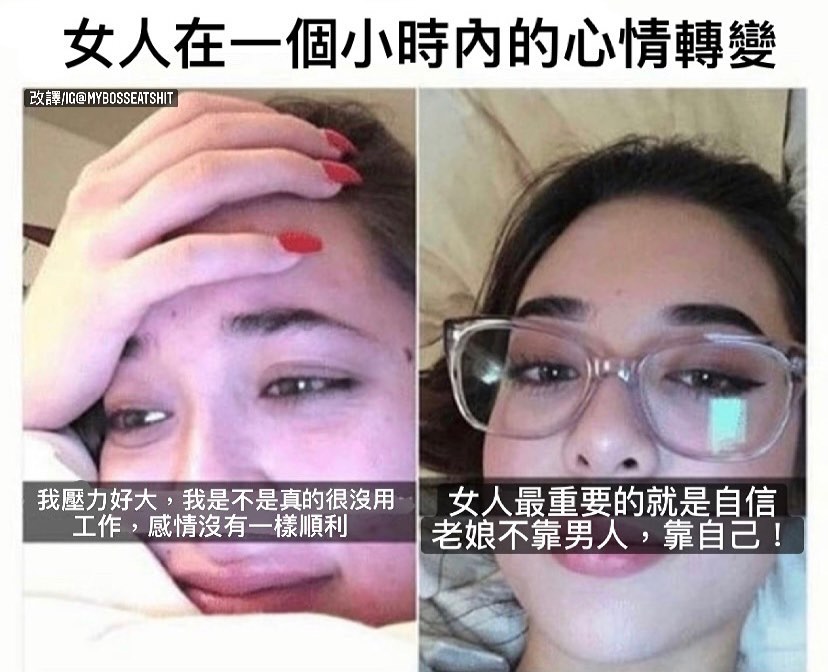 女人在一個小時內的心情轉變
改譯/IG@MYBOSSEATSHIT
我壓力好大，我是不是真的很沒用
工作，感情沒有一樣順利
女人最重要的就是自信
老娘不靠男人，靠自己！